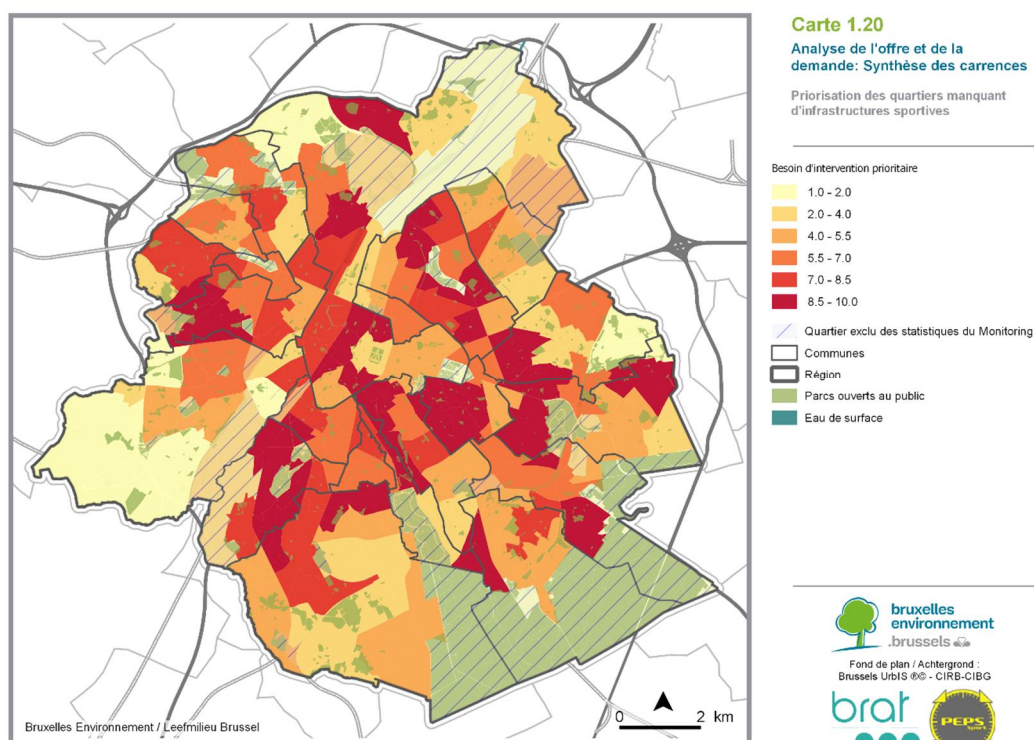 Carte 1.20
Analyse de l'offre et de la
demande: Synthèse des carrences
Priorisation des quartiers manquant
d'infrastructures sportives
Besoin d'intervention prioritaire
1.0 - 2.0
2.0 - 4.0
4.0 - 5.5
5.5 - 7.0
7.0 - 8.5
8.5 - 10.0
Quartier exclu des statistiques du Monitoring
Communes
Région
Parcs ouverts au public
Eau de surface
bruxelles
environnement
.brussels
Fond de plan / Achtergrond :
Brussels UrbIS ®© - CIRB-CIBG
brat
PEPS
Sport
Bruxelles Environnement / Leefmilieu Brussel
0 2 km